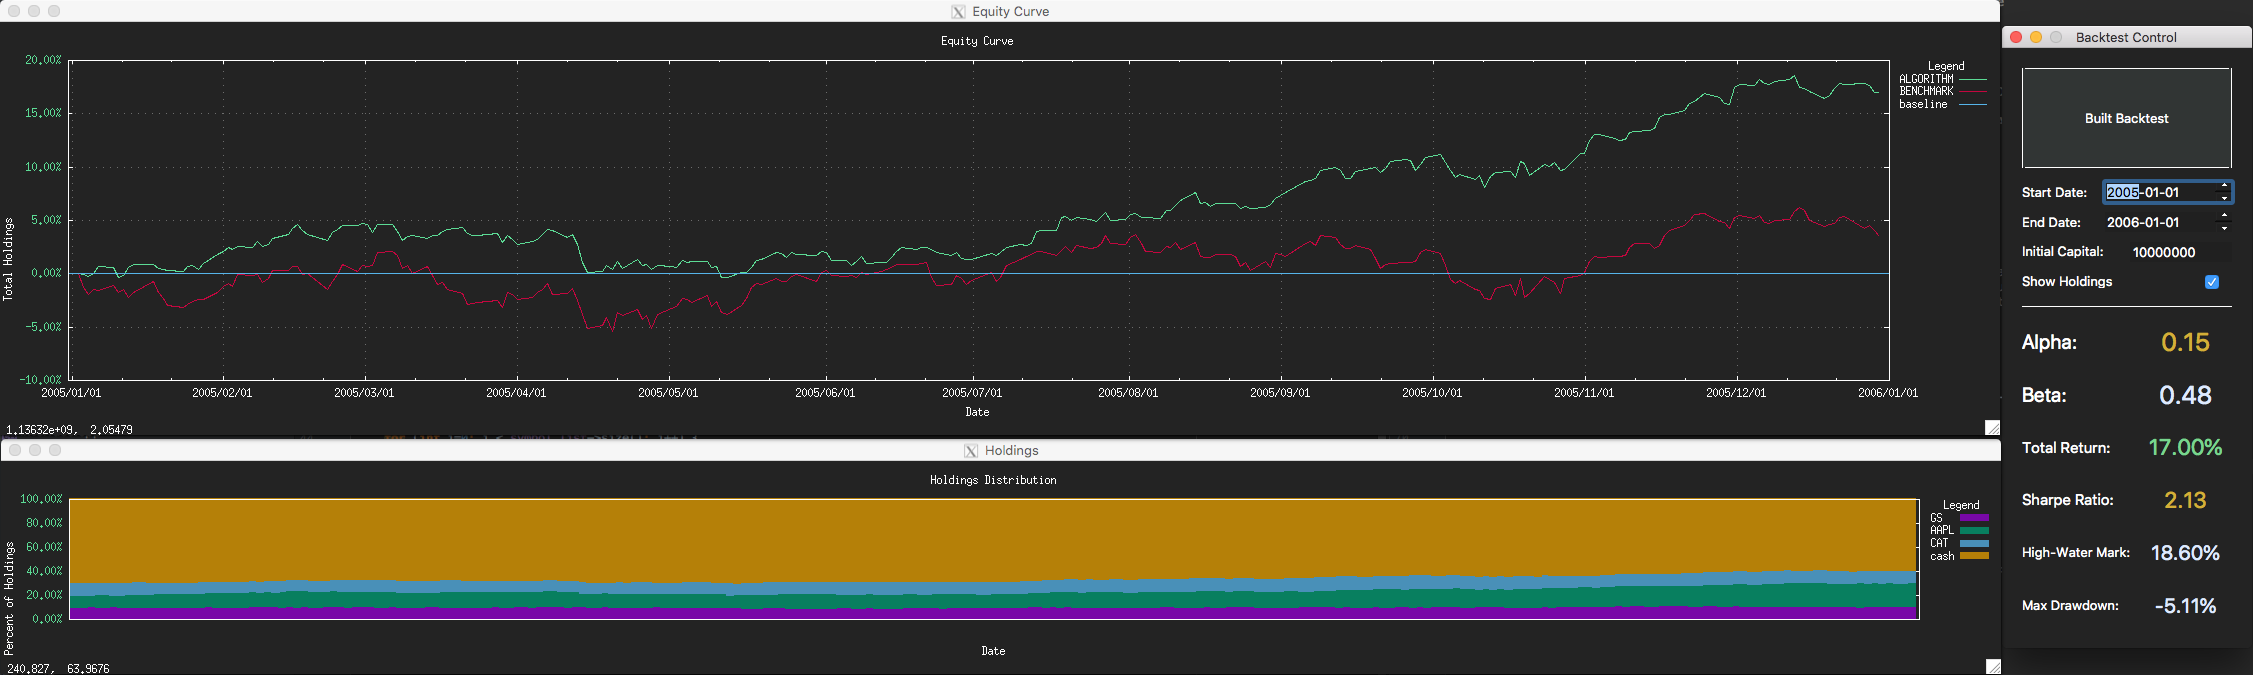 Equity Curve
Equity Curve
20.00%
15.00%
10.00%
5.00%
0.00%
-5.00%
-10.00%
Total Holdings
2005/01/01 2005/02/01 2005/03/01 2005/04/01 2005/05/01 2005/06/01 2005/07/01 2005/08/01 2005/09/01 2005/10/01 2005/11/01 2005/12/01 2006/01/01
Date
Legend
ALGORITHM
BENCHMARK
baseline
1.13632e+09, 2.05479
Holdings
Holdings Distribution
100.00%
80.00%
60.00%
40.00%
20.00%
0.00%
Percent of Holdings
Date
Legend
GS
AAPL
CAT
cash
240.827, 63.9676
Backtest Control
Built Backtest
Start Date: 2005-01-01
End Date: 2006-01-01
Initial Capital: 10000000
Show Holdings
Alpha: 0.15
Beta: 0.48
Total Return: 17.00%
Sharpe Ratio: 2.13
High-Water Mark: 18.60%
Max Drawdown: -5.11%